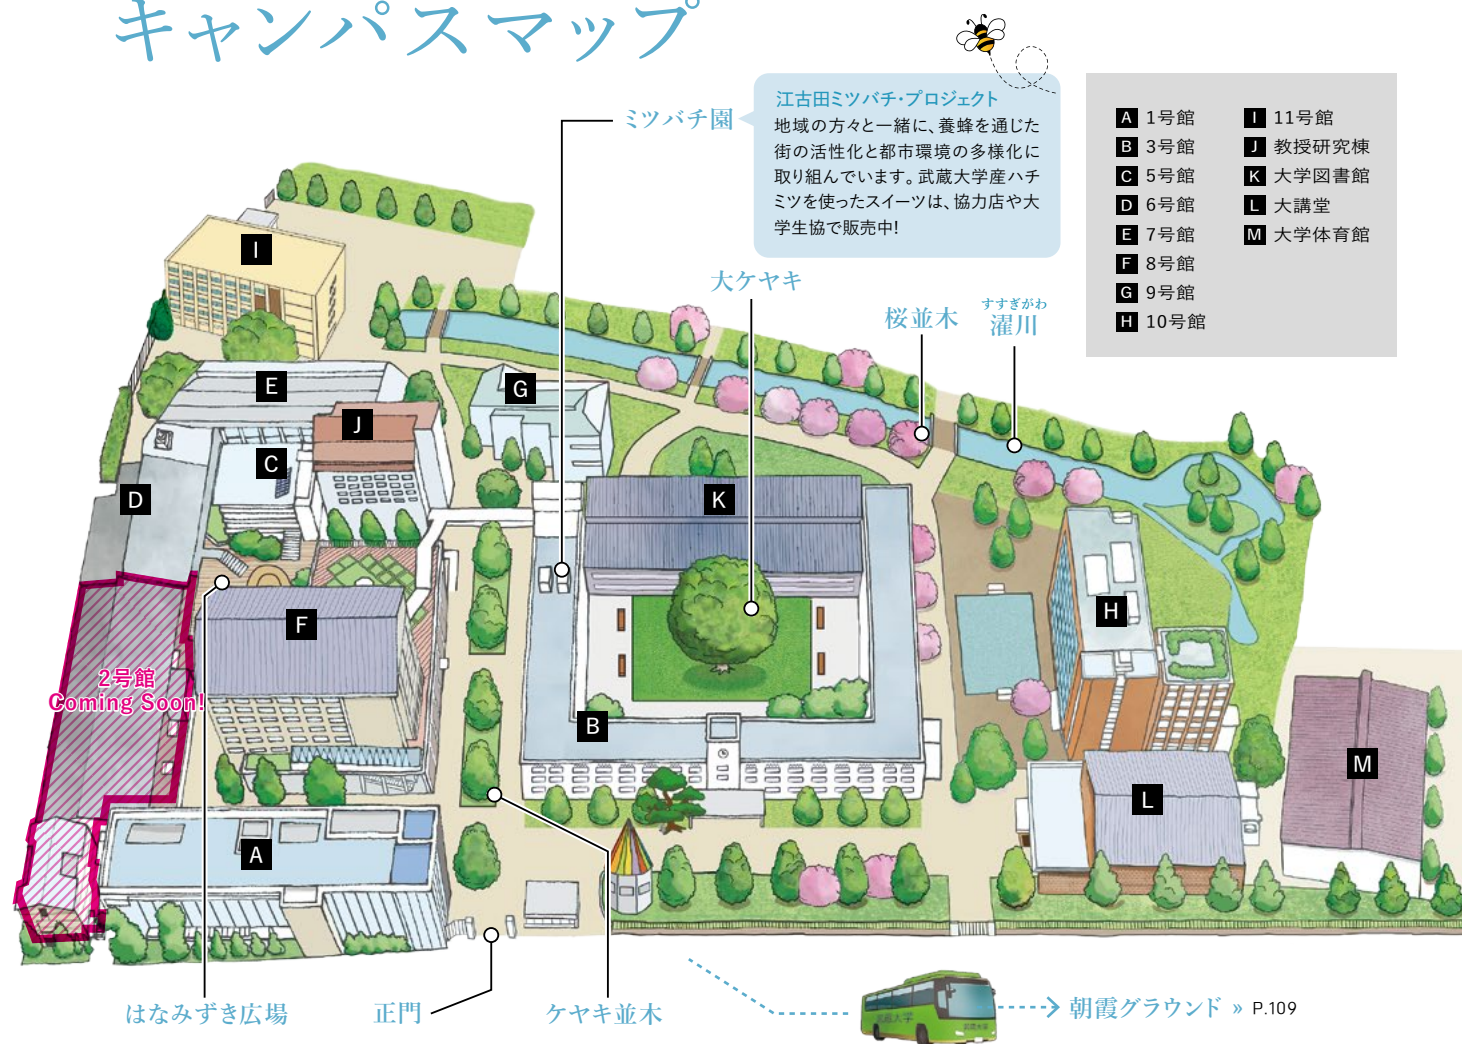 キャンパスマップ
ミツバチ園
江古田ミツバチ・プロジェクト
地域の方々と一緒に、養蜂を通じた
街の活性化と都市環境の多様化に
取り組んでいます。武蔵大学産ハチ
ミツを使ったスイーツは、協力店や大
学生協で販売中!
A 1号館
B 3号館
C 5号館
D 6号館
E 7号館
F 8号館
G 9号館
H 10号館
I 11号館
J 教授研究棟
K 大学図書館
L 大講堂
M 大学体育館
大ケヤキ
桜並木
すすぎがわ
濯川
I
E
G
J
C
D
K
F
H
B
M
L
A
2号館
Coming Soon!
はなみずき広場
正門
ケヤキ並木
武蔵大学
武蔵大学
朝霞グラウンド » P.109